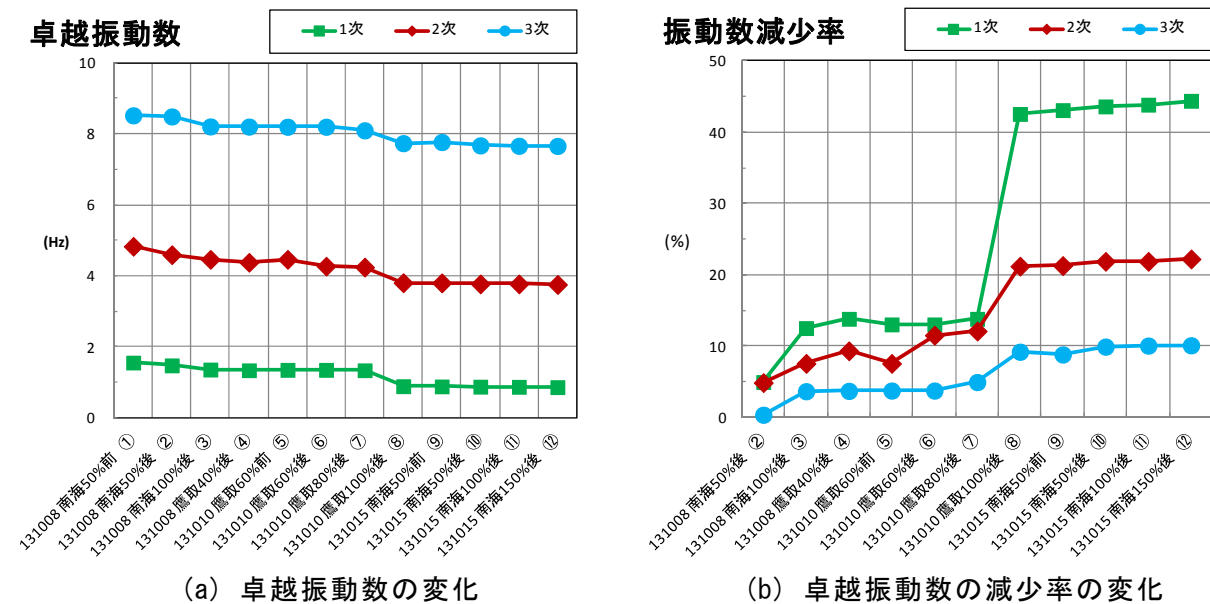 卓越振動数
1次 2次 3次
10
8
6
(Hz)
4
2
0
131008 南海50%前 ①
131008 南海50%後 ②
131008 南海100%後 ③
131008 鷹取40%後 ④
131010 鷹取60%前 ⑤
131010 鷹取60%後 ⑥
131010 鷹取80%後 ⑦
131010 鷹取100%後 ⑧
131015 南海50%前 ⑨
131015 南海50%後 ⑩
131015 南海100%後 ⑪
131015 南海150%後 ⑫
(a) 卓越振動数の変化
振動数減少率
1次 2次 3次
50
40
30
(%)
20
10
0
131008 南海50%後 ②
131008 南海100%後 ③
131008 鷹取40%後 ④
131010 鷹取60%前 ⑤
131010 鷹取60%後 ⑥
131010 鷹取80%後 ⑦
131010 鷹取100%後 ⑧
131015 南海50%前 ⑨
131015 南海50%後 ⑩
131015 南海100%後 ⑪
131015 南海150%後 ⑫
(b) 卓越振動数の減少率の変化